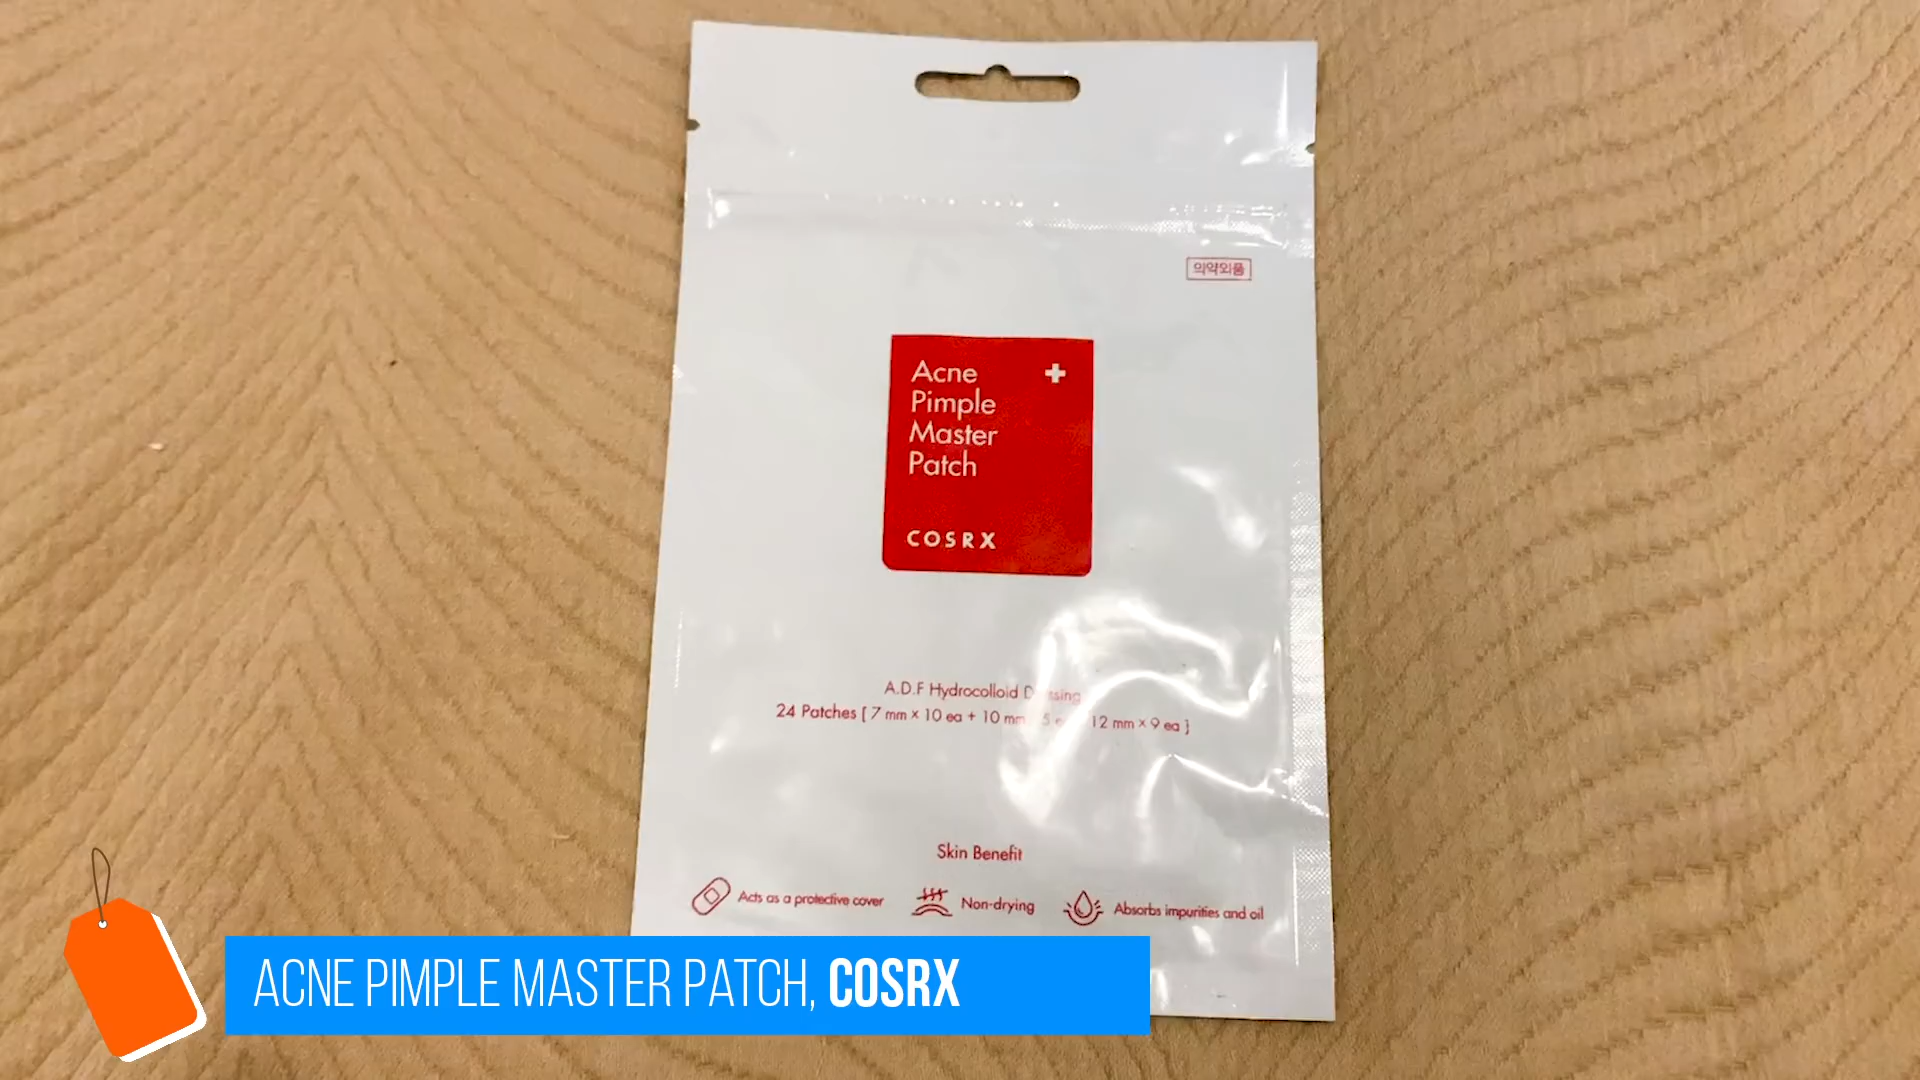 의약외품
Acne
Pimple
Master
Patch
COSRX
A.D.F Hydrocolloid
24 Patches [ 7 mm × 10 ea + 10 mm 5 12 mm × 9 ea ]
Skin Benefit
Acts as a protective cover
Non-drying
Absorbs impurities and oil
ACNE PIMPLE MASTER PATCH, COSRX